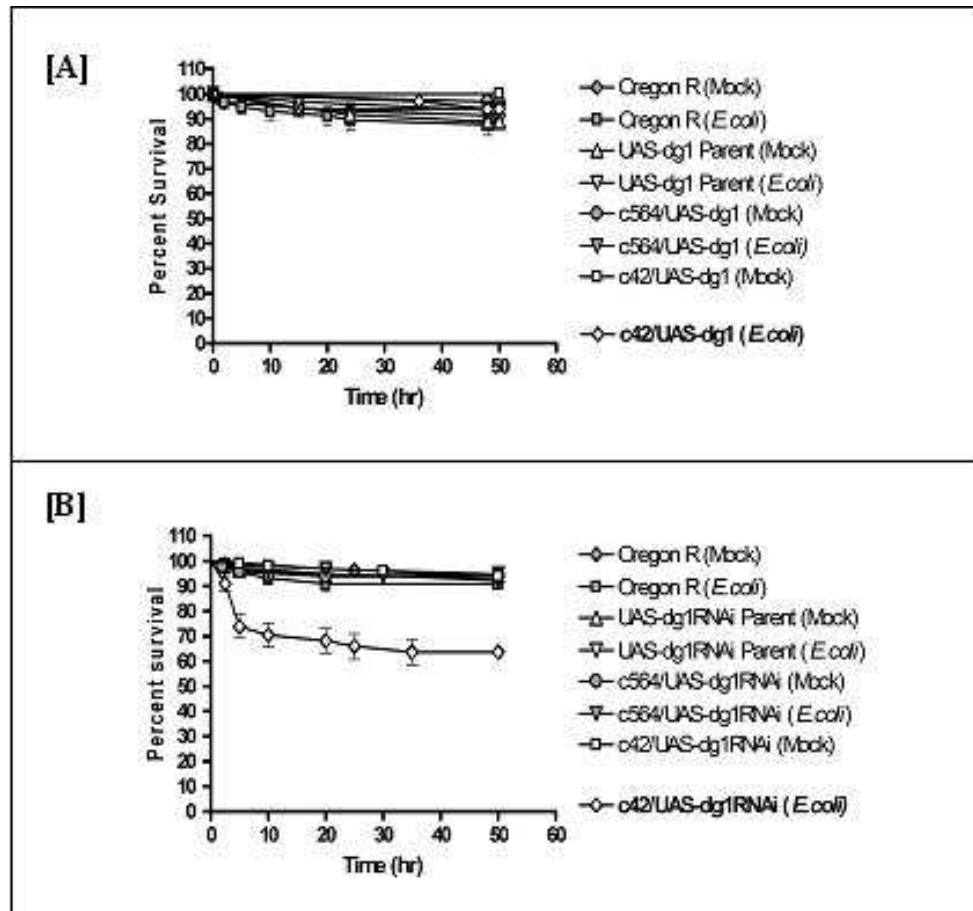 [A]
110
100
90
80
70
60
50
40
30
20
10
0
Percent Survival
0 10 20 30 40 50 60
Time (hr)
Oregon R (Mock)
Oregon R (E.coli)
UAS-dg1 Parent (Mock)
UAS-dg1 Parent (E.coli)
c564/UAS-dg1 (Mock)
c564/UAS-dg1 (E.coli)
c42/UAS-dg1 (Mock)
c42/UAS-dg1 (E.coli)
[B]
110
100
90
80
70
60
50
40
30
20
10
0
Percent survival
0 10 20 30 40 50 60
Time (hr)
Oregon R (Mock)
Oregon R (E.coli)
UAS-dg1RNAi Parent (Mock)
UAS-dg1RNAi Parent (E.coli)
c564/UAS-dg1RNAi (Mock)
c564/UAS-dg1RNAi (E.coli)
c42/UAS-dg1RNAi (Mock)
c42/UAS-dg1RNAi (E.coli)